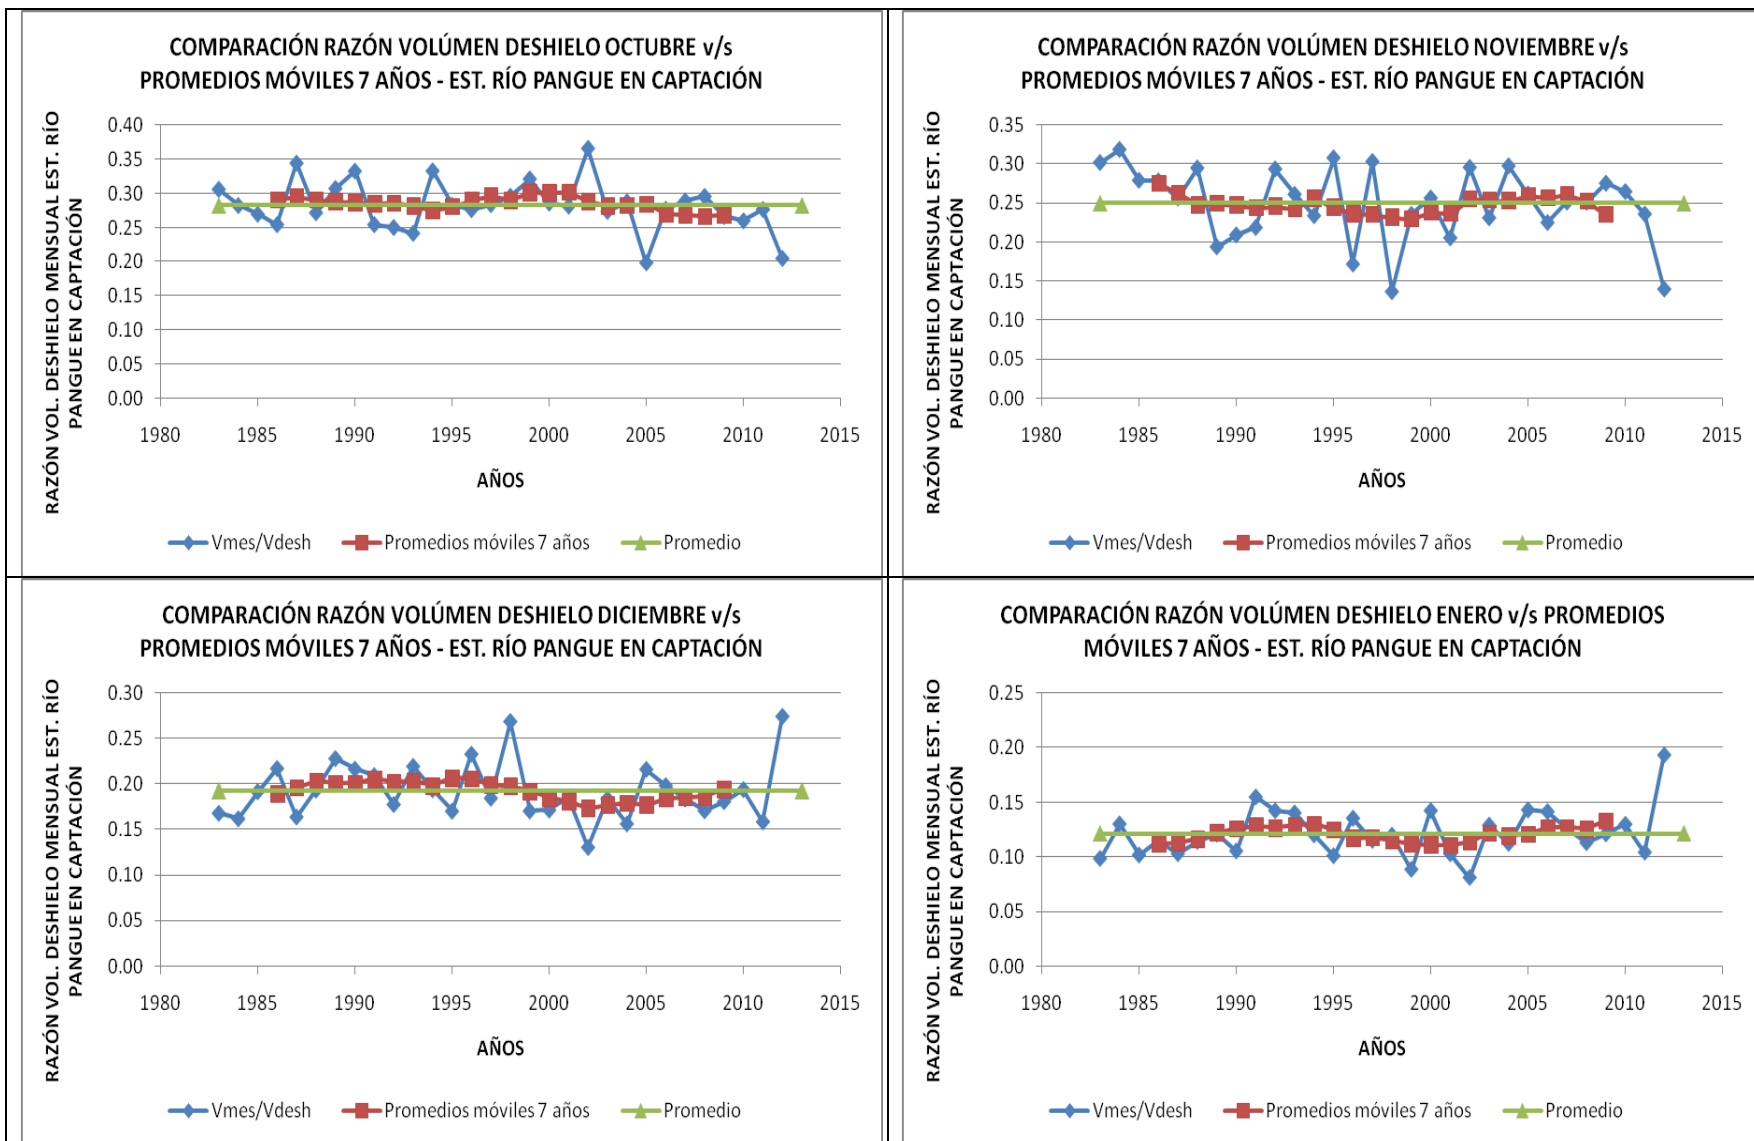 COMPARACIÓN RAZÓN VOLÚMEN DESHIELO OCTUBRE v/s
PROMEDIOS MÓVILES 7 AÑOS - EST. RÍO PANGUE EN CAPTACIÓN
RAZÓN VOL. DESHIELO MENSUAL EST. RÍO
PANGUE EN CAPTACIÓN
0.40
0.35
0.30
0.25
0.20
0.15
0.10
0.05
0.00
1980 1985 1990 1995 2000 2005 2010 2015
AÑOS
Vmes/Vdesh Promedios móviles 7 años Promedio
COMPARACIÓN RAZÓN VOLÚMEN DESHIELO NOVIEMBRE v/s
PROMEDIOS MÓVILES 7 AÑOS - EST. RÍO PANGUE EN CAPTACIÓN
RAZÓN VOL. DESHIELO MENSUAL EST. RÍO
PANGUE EN CAPTACIÓN
0.35
0.30
0.25
0.20
0.15
0.10
0.05
0.00
1980 1985 1990 1995 2000 2005 2010 2015
AÑOS
Vmes/Vdesh Promedios móviles 7 años Promedio
COMPARACIÓN RAZÓN VOLÚMEN DESHIELO DICIEMBRE v/s
PROMEDIOS MÓVILES 7 AÑOS - EST. RÍO PANGUE EN CAPTACIÓN
RAZÓN VOL. DESHIELO MENSUAL EST. RÍO
PANGUE EN CAPTACIÓN
0.30
0.25
0.20
0.15
0.10
0.05
0.00
1980 1985 1990 1995 2000 2005 2010 2015
AÑOS
Vmes/Vdesh Promedios móviles 7 años Promedio
COMPARACIÓN RAZÓN VOLÚMEN DESHIELO ENERO v/s PROMEDIOS
MÓVILES 7 AÑOS - EST. RÍO PANGUE EN CAPTACIÓN
RAZÓN VOL. DESHIELO MENSUAL EST. RÍO
PANGUE EN CAPTACIÓN
0.25
0.20
0.15
0.10
0.05
0.00
1980 1985 1990 1995 2000 2005 2010 2015
AÑOS
Vmes/Vdesh Promedios móviles 7 años Promedio